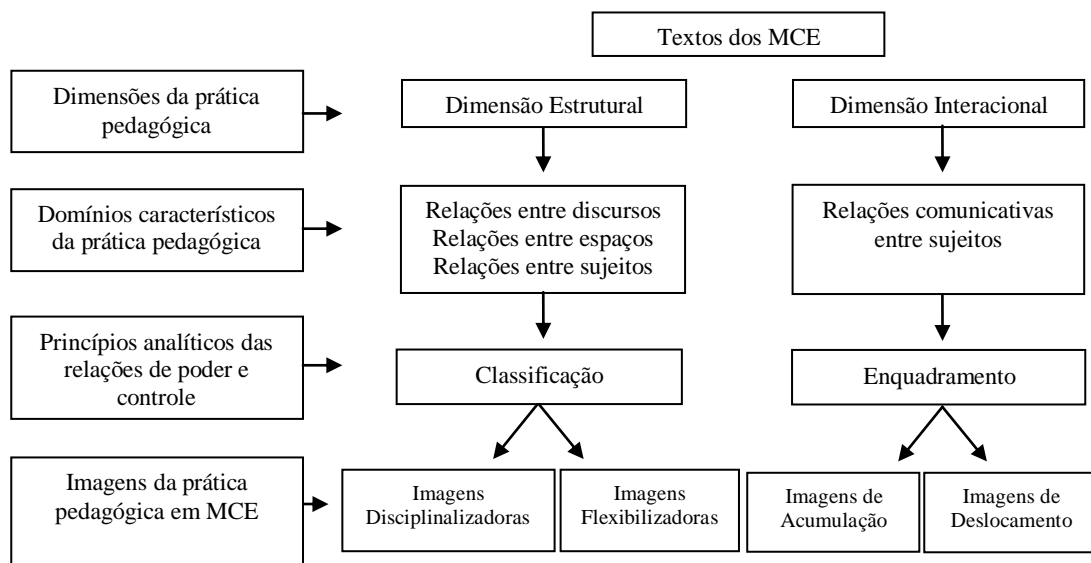 Textos dos MCE
Dimensões da prática
pedagógica
Dimensão Estrutural
Dimensão Interacional
Domínios característicos
da prática pedagógica
Relações entre discursos
Relações entre espaços
Relações entre sujeitos
Relações comunicativas
entre sujeitos
Princípios analíticos das
relações de poder e
controle
Classificação
Enquadramento
Imagens da prática
pedagógica em MCE
Imagens
Disciplinalizadoras
Imagens
Flexibilizadoras
Imagens de
Acumulação
Imagens de
Deslocamento